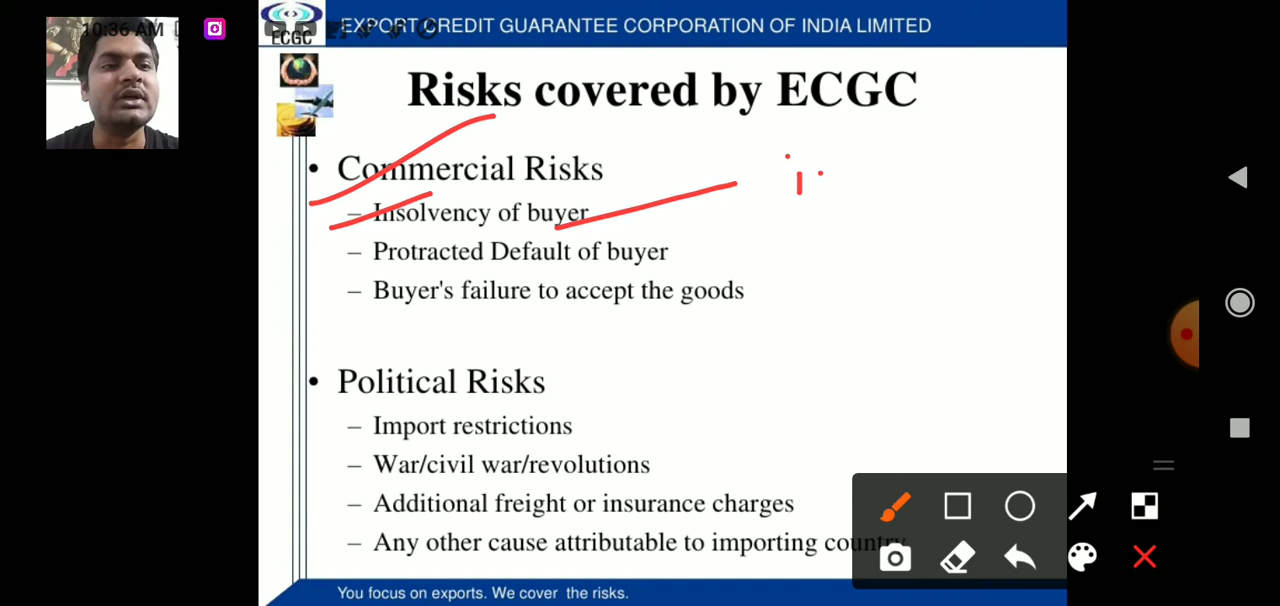 10:36 AM
ECGC
EXPORT CREDIT GUARANTEE CORPORATION OF INDIA LIMITED
Risks covered by ECGC
• Commercial Risks
– Insolvency of buyer
– Protracted Default of buyer
– Buyer's failure to accept the goods
• Political Risks
– Import restrictions
– War/civil war/revolutions
– Additional freight or insurance charges
– Any other cause attributable to importing country
You focus on exports. We cover the risks.